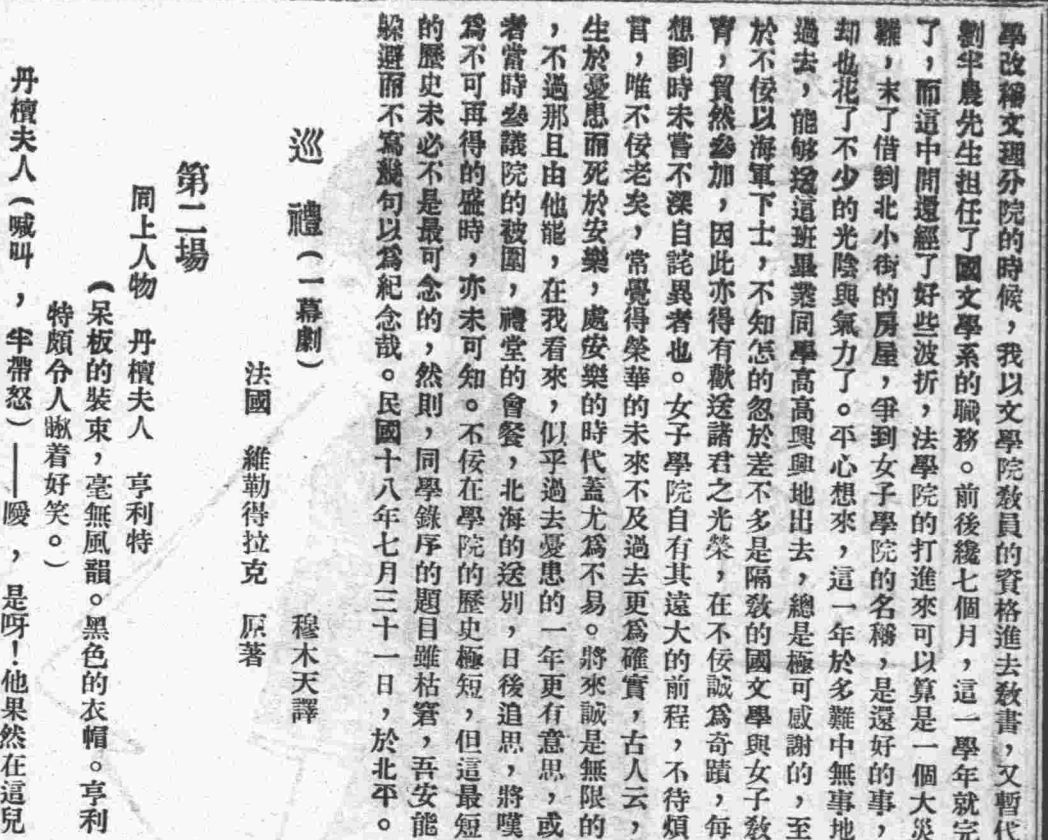 學改稱文理分院的時候，我以文學院教員的資格進去教書，又暫代
劉半農先生担任了國文學系的職務。前後纔七個月，這一學年就完
了，而這中間還經了好些波折，法學院的打進來可以算是一個大災
難，末了借到北小街的房屋，爭到女子學院的名稱，是還好的事，
却也花了不少的光陰與氣力了。平心想來，這一年於多難中無事地
過去，能够送這班畢業同學高高興興地出去，總是極可感謝的，至
於不佞以海軍下士，不知怎的忽於差不多是隔教的國文學與女子教
育，貿然參加，因此亦得有歡送諸君之光榮，在不佞誠為奇蹟，每
想到時未嘗不深自詫異者也。女子學院自有其遠大的前程，不待煩
言，唯不佞老矣，常覺得榮華的未來不及過去更爲確實，古人云，
生於憂患而死於安樂，處安樂的時代蓋尤爲不易。將來誠是無限的
，不過那且由他罷，在我看來，似乎過去憂患的一年更有意思，或
者當時參議院的被圍，禮堂的會餐，北海的送別，日後追思，將嘆
爲不可再得的盛時，亦未可知。不佞在學院的歷史極短，但這最短
的歷史未必不是最可念的，然則，同學錄序的題目雖枯窘，吾安能
躲避而不寫幾句以爲紀念哉。民國十八年七月三十一日，於北平。
巡禮（一幕劇）
穆木天譯
法國　維勒得拉克　原著
第二場
同上人物　丹檀夫人　亨利特
（呆板的裝束，毫無風韻。黑色的衣帽。亨利
特頗令人瞅着好笑。）
丹檀夫人（喊叫，半帶怒）——噯，是呀！他果然在這兒